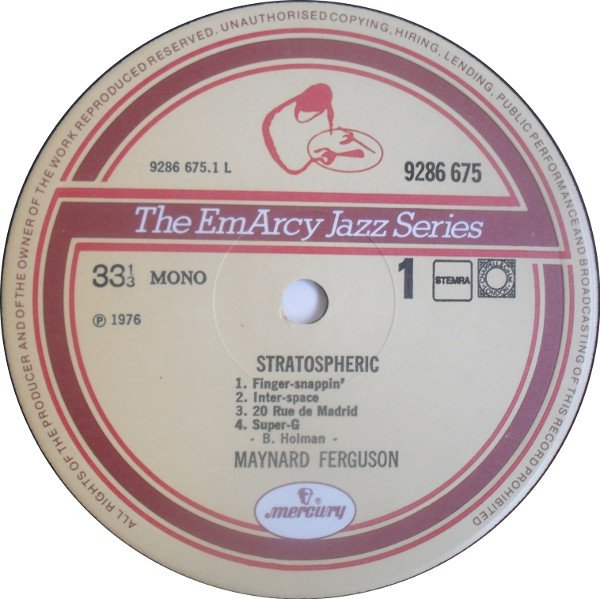 ALL RIGHTS OF THE PRODUCER AND OF THE OWNER OF THE WORK REPRODUCED RESERVED. UNAUTHORISED COPYING, HIRING, LENDING, PUBLIC PERFORMANCE AND BROADCASTING OF THIS RECORD PROHIBITED
9286 675.1 L
9286 675
The EmArcy Jazz Series
33 1/3 MONO
1
STEMRA
℗ 1976
STRATOSPHERIC
1. Finger-snappin'
2. Inter-space
3. 20 Rue de Madrid
4. Super-G
- B. Holman -
MAYNARD FERGUSON
mercury ®